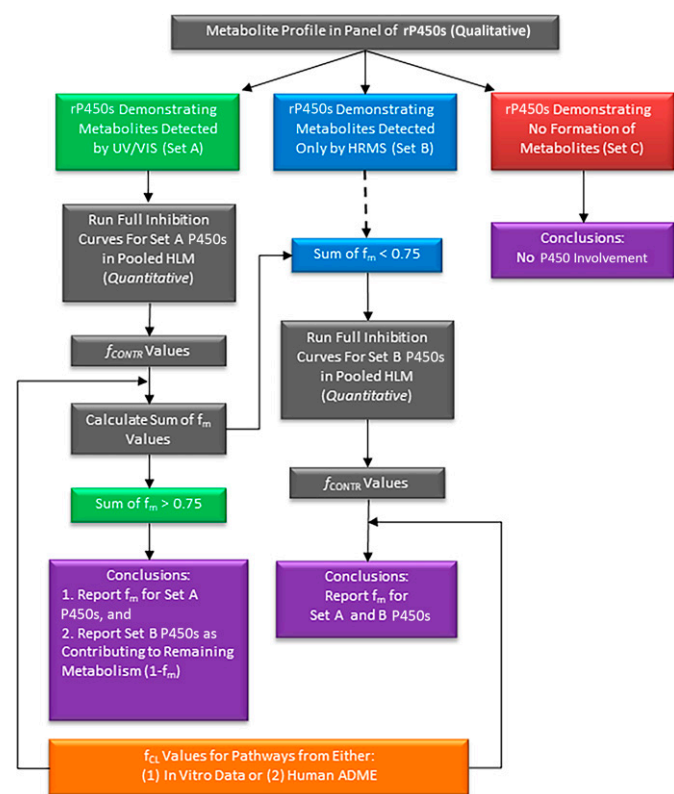 Metabolite Profile in Panel of rP450s (Qualitative)
rP450s Demonstrating
Metabolites Detected
by UV/VIS (Set A)
rP450s Demonstrating
Metabolites Detected
Only by HRMS (Set B)
rP450s Demonstrating
No Formation of
Metabolites (Set C)
Run Full Inhibition
Curves For Set A P450s
in Pooled HLM
(Quantitative)
Sum of fm < 0.75
Conclusions:
No P450 Involvement
fCONTR Values
Run Full Inhibition
Curves For Set B P450s
in Pooled HLM
(Quantitative)
Calculate Sum of fm
Values
fCONTR Values
Sum of fm > 0.75
Conclusions:
1. Report fm for Set A
P450s, and
2. Report Set B P450s as
Contributing to Remaining
Metabolism (1-fm)
Conclusions:
Report fm for
Set A and B P450s
fCL Values for Pathways from Either:
(1) In Vitro Data or (2) Human ADME